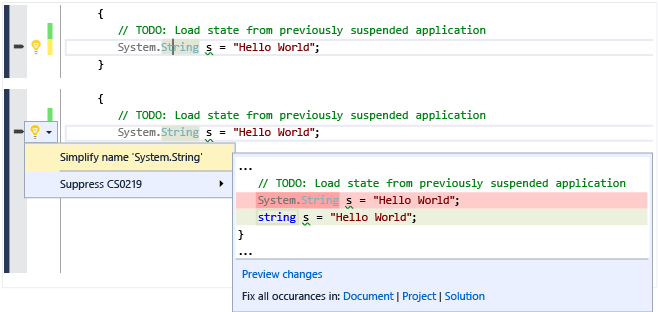 {
// TODO: Load state from previously suspended application
System.String s = "Hello World";
}
{
// TODO: Load state from previously suspended application
System.String s = "Hello World";
Simplify name 'System.String'
Suppress CS0219
...
// TODO: Load state from previously suspended application
System.String s = "Hello World";
string s = "Hello World";
}
...
Preview changes
Fix all occurances in: Document | Project | Solution